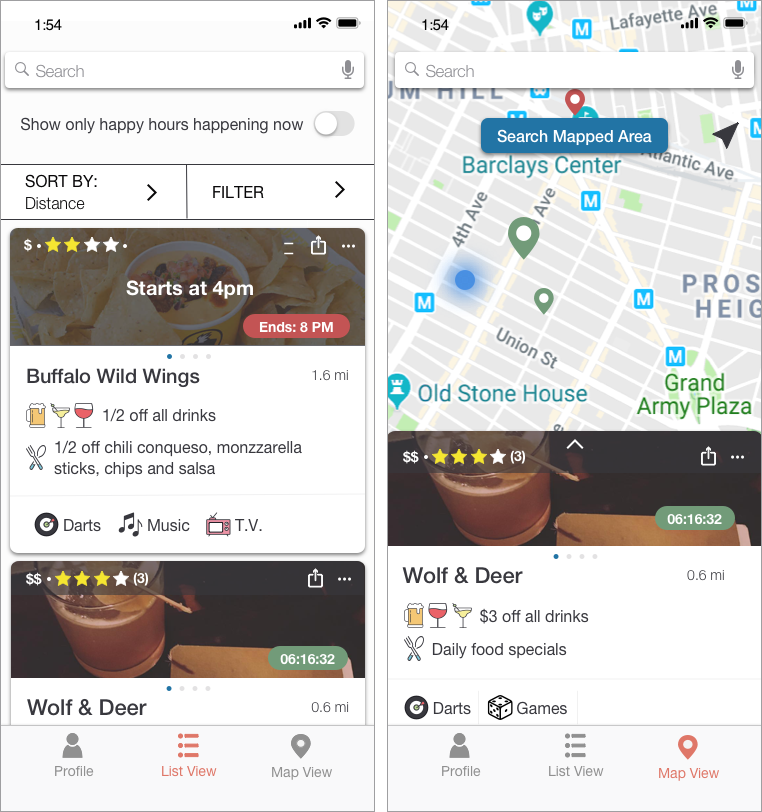 1:54
Search
Show only happy hours happening now
SORT BY:
Distance
FILTER
$ • •
Starts at 4pm
Ends: 8 PM
Buffalo Wild Wings
1.6 mi
1/2 off all drinks
1/2 off chili conqueso, monzzarella
sticks, chips and salsa
Darts
Music
T.V.
$$ • (3)
06:16:32
Wolf & Deer
0.6 mi
Profile
List View
Map View
1:54
Lafayette Ave
M
Search
UM HILL
M
Search Mapped Area
Atlantic Ave
Barclays Center
M
4th Ave
Ave
PROS
HEIG
M
M
Union St
M
Old Stone House
Grand
Army Plaza
$$ • (3)
06:16:32
Wolf & Deer
0.6 mi
$3 off all drinks
Daily food specials
Darts
Games
Profile
List View
Map View